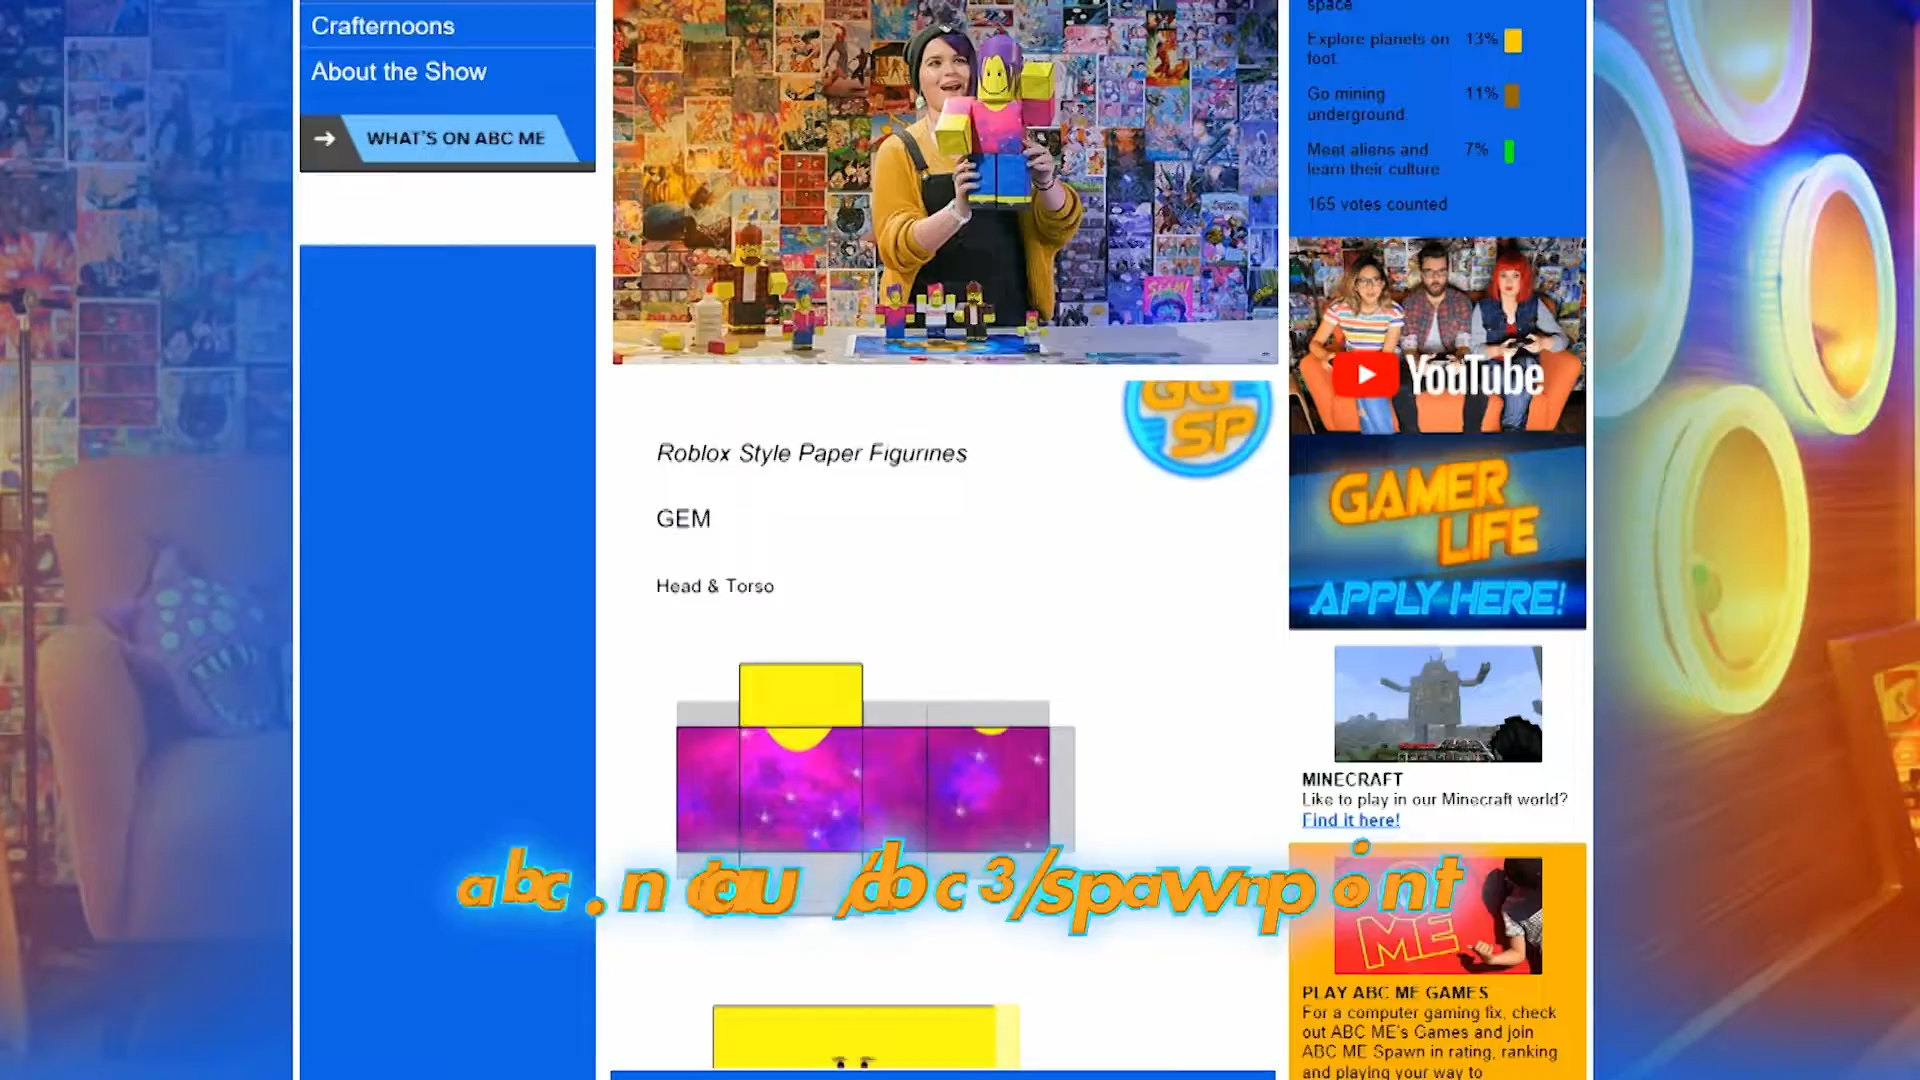 Crafternoons
About the Show
WHAT'S ON ABC ME
SLAM!
GG
SP
Roblox Style Paper Figurines
GEM
Head & Torso
space
Explore planets on 13%
foot.
Go mining 11%
underground.
Meet aliens and 7%
learn their culture
165 votes counted
YouTube
GAMER
LIFE
APPLY HERE!
MINECRAFT
Like to play in our Minecraft world?
Find it here!
ME
PLAY ABC ME GAMES
For a computer gaming fix, check
out ABC ME's Games and join
ABC ME Spawn in rating, ranking
and playing your way to
abc.n /abc3/spawnpoint